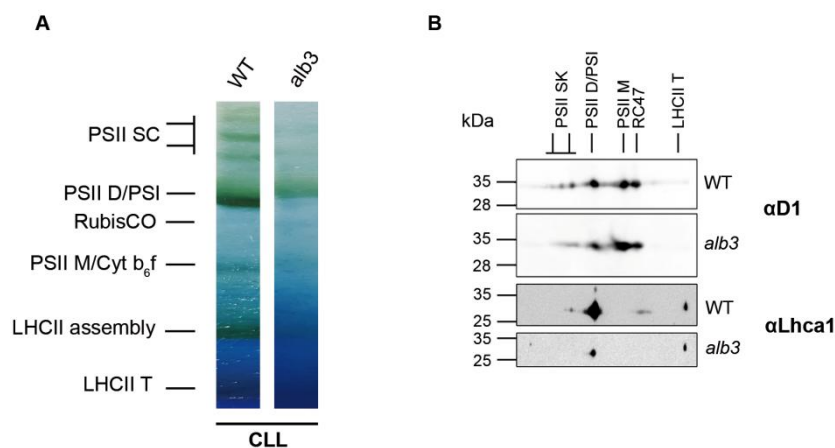 A
WT
alb3
PSII SC
PSII D/PSI
RubisCO
PSII M/Cyt b₆f
LHCII assembly
LHCII T
CLL
B
kDa
PSII SK
PSII D/PSI
PSII M
RC47
LHCII T
35
28
WT
αD1
35
28
alb3
35
25
WT
αLhca1
35
25
alb3